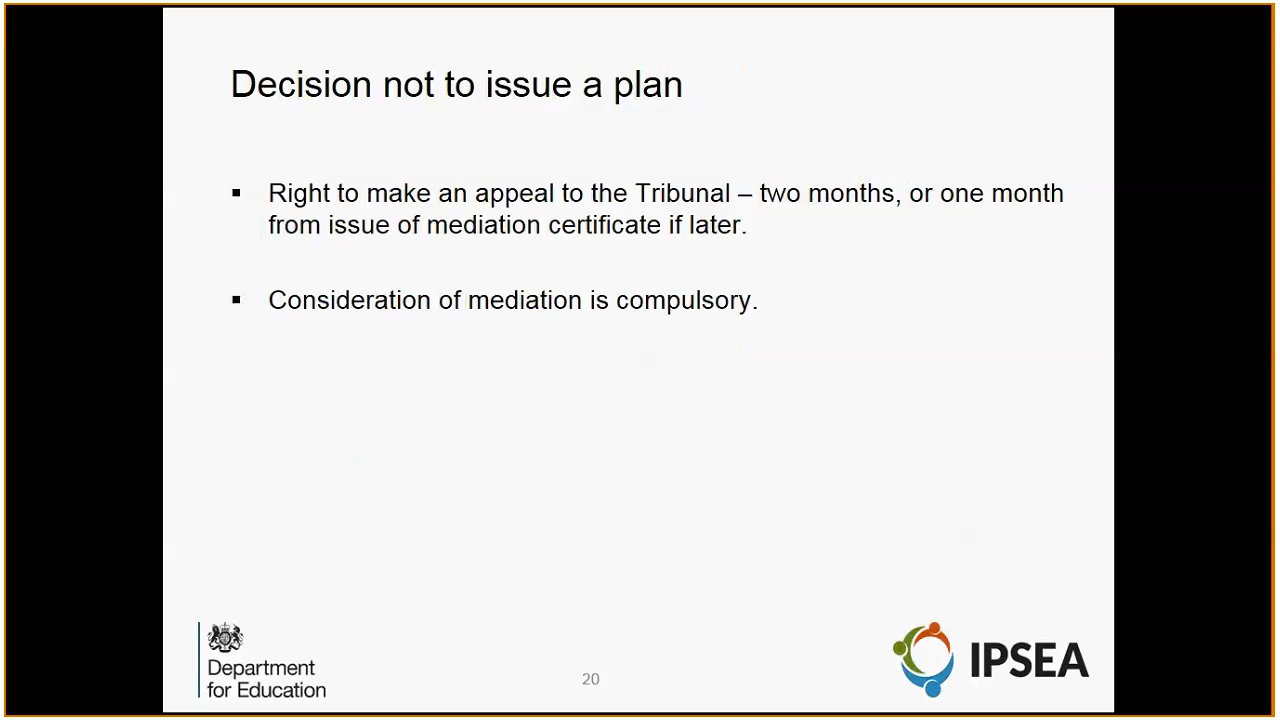 Decision not to issue a plan
▪ Right to make an appeal to the Tribunal – two months, or one month
from issue of mediation certificate if later.
▪ Consideration of mediation is compulsory.
Department
for Education
20
IPSEA